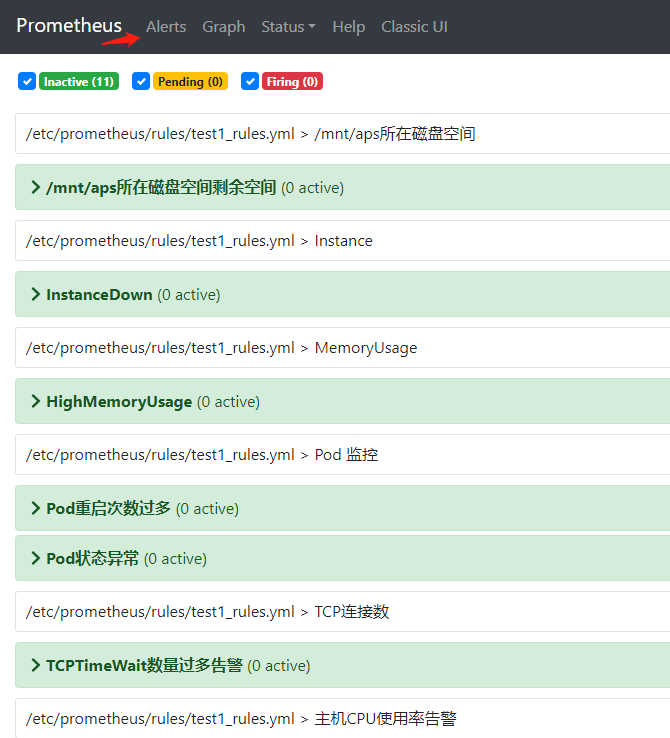 Prometheus Alerts Graph Status Help Classic UI
Inactive (11) Pending (0) Firing (0)
/etc/prometheus/rules/test1_rules.yml > /mnt/aps所在磁盘空间
/mnt/aps所在磁盘空间剩余空间 (0 active)
/etc/prometheus/rules/test1_rules.yml > Instance
InstanceDown (0 active)
/etc/prometheus/rules/test1_rules.yml > MemoryUsage
HighMemoryUsage (0 active)
/etc/prometheus/rules/test1_rules.yml > Pod 监控
Pod重启次数过多 (0 active)
Pod状态异常 (0 active)
/etc/prometheus/rules/test1_rules.yml > TCP连接数
TCPTimeWait数量过多告警 (0 active)
/etc/prometheus/rules/test1_rules.yml > 主机CPU使用率告警